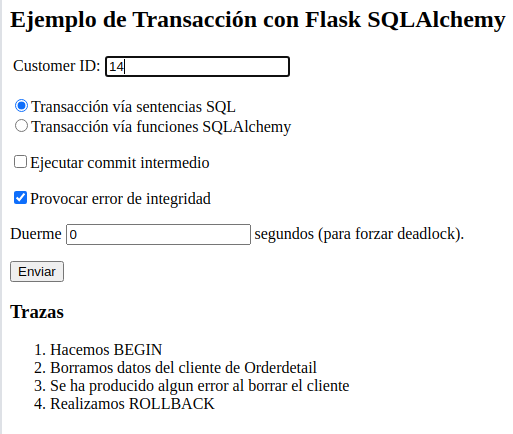 Ejemplo de Transacción con Flask SQLAlchemy
Customer ID: 14
Transacción vía sentencias SQL
Transacción vía funciones SQLAlchemy
Ejecutar commit intermedio
Provocar error de integridad
Duerme 0 segundos (para forzar deadlock).
Enviar
Trazas
1. Hacemos BEGIN
2. Borramos datos del cliente de Orderdetail
3. Se ha producido algun error al borrar el cliente
4. Realizamos ROLLBACK